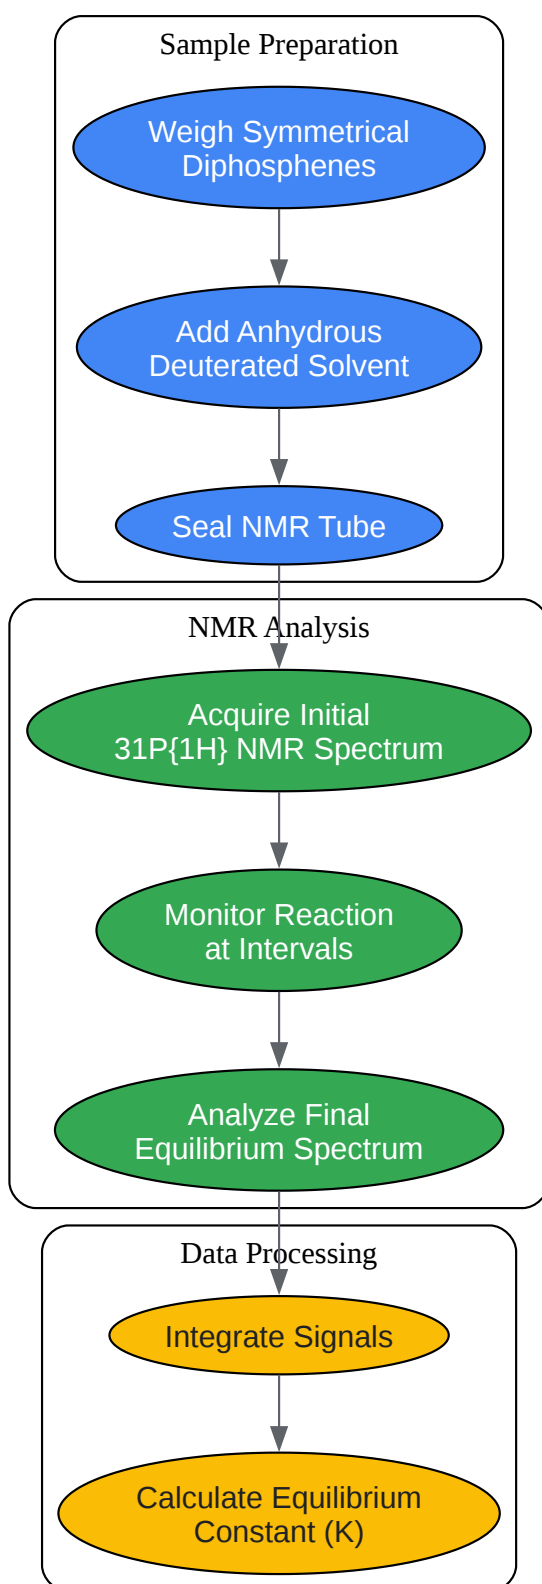 Sample Preparation
Weigh Symmetrical
Diphosphenes
Add Anhydrous
Deuterated Solvent
Seal NMR Tube
NMR Analysis
Acquire Initial
31P{1H} NMR Spectrum
Monitor Reaction
at Intervals
Analyze Final
Equilibrium Spectrum
Data Processing
Integrate Signals
Calculate Equilibrium
Constant (K)